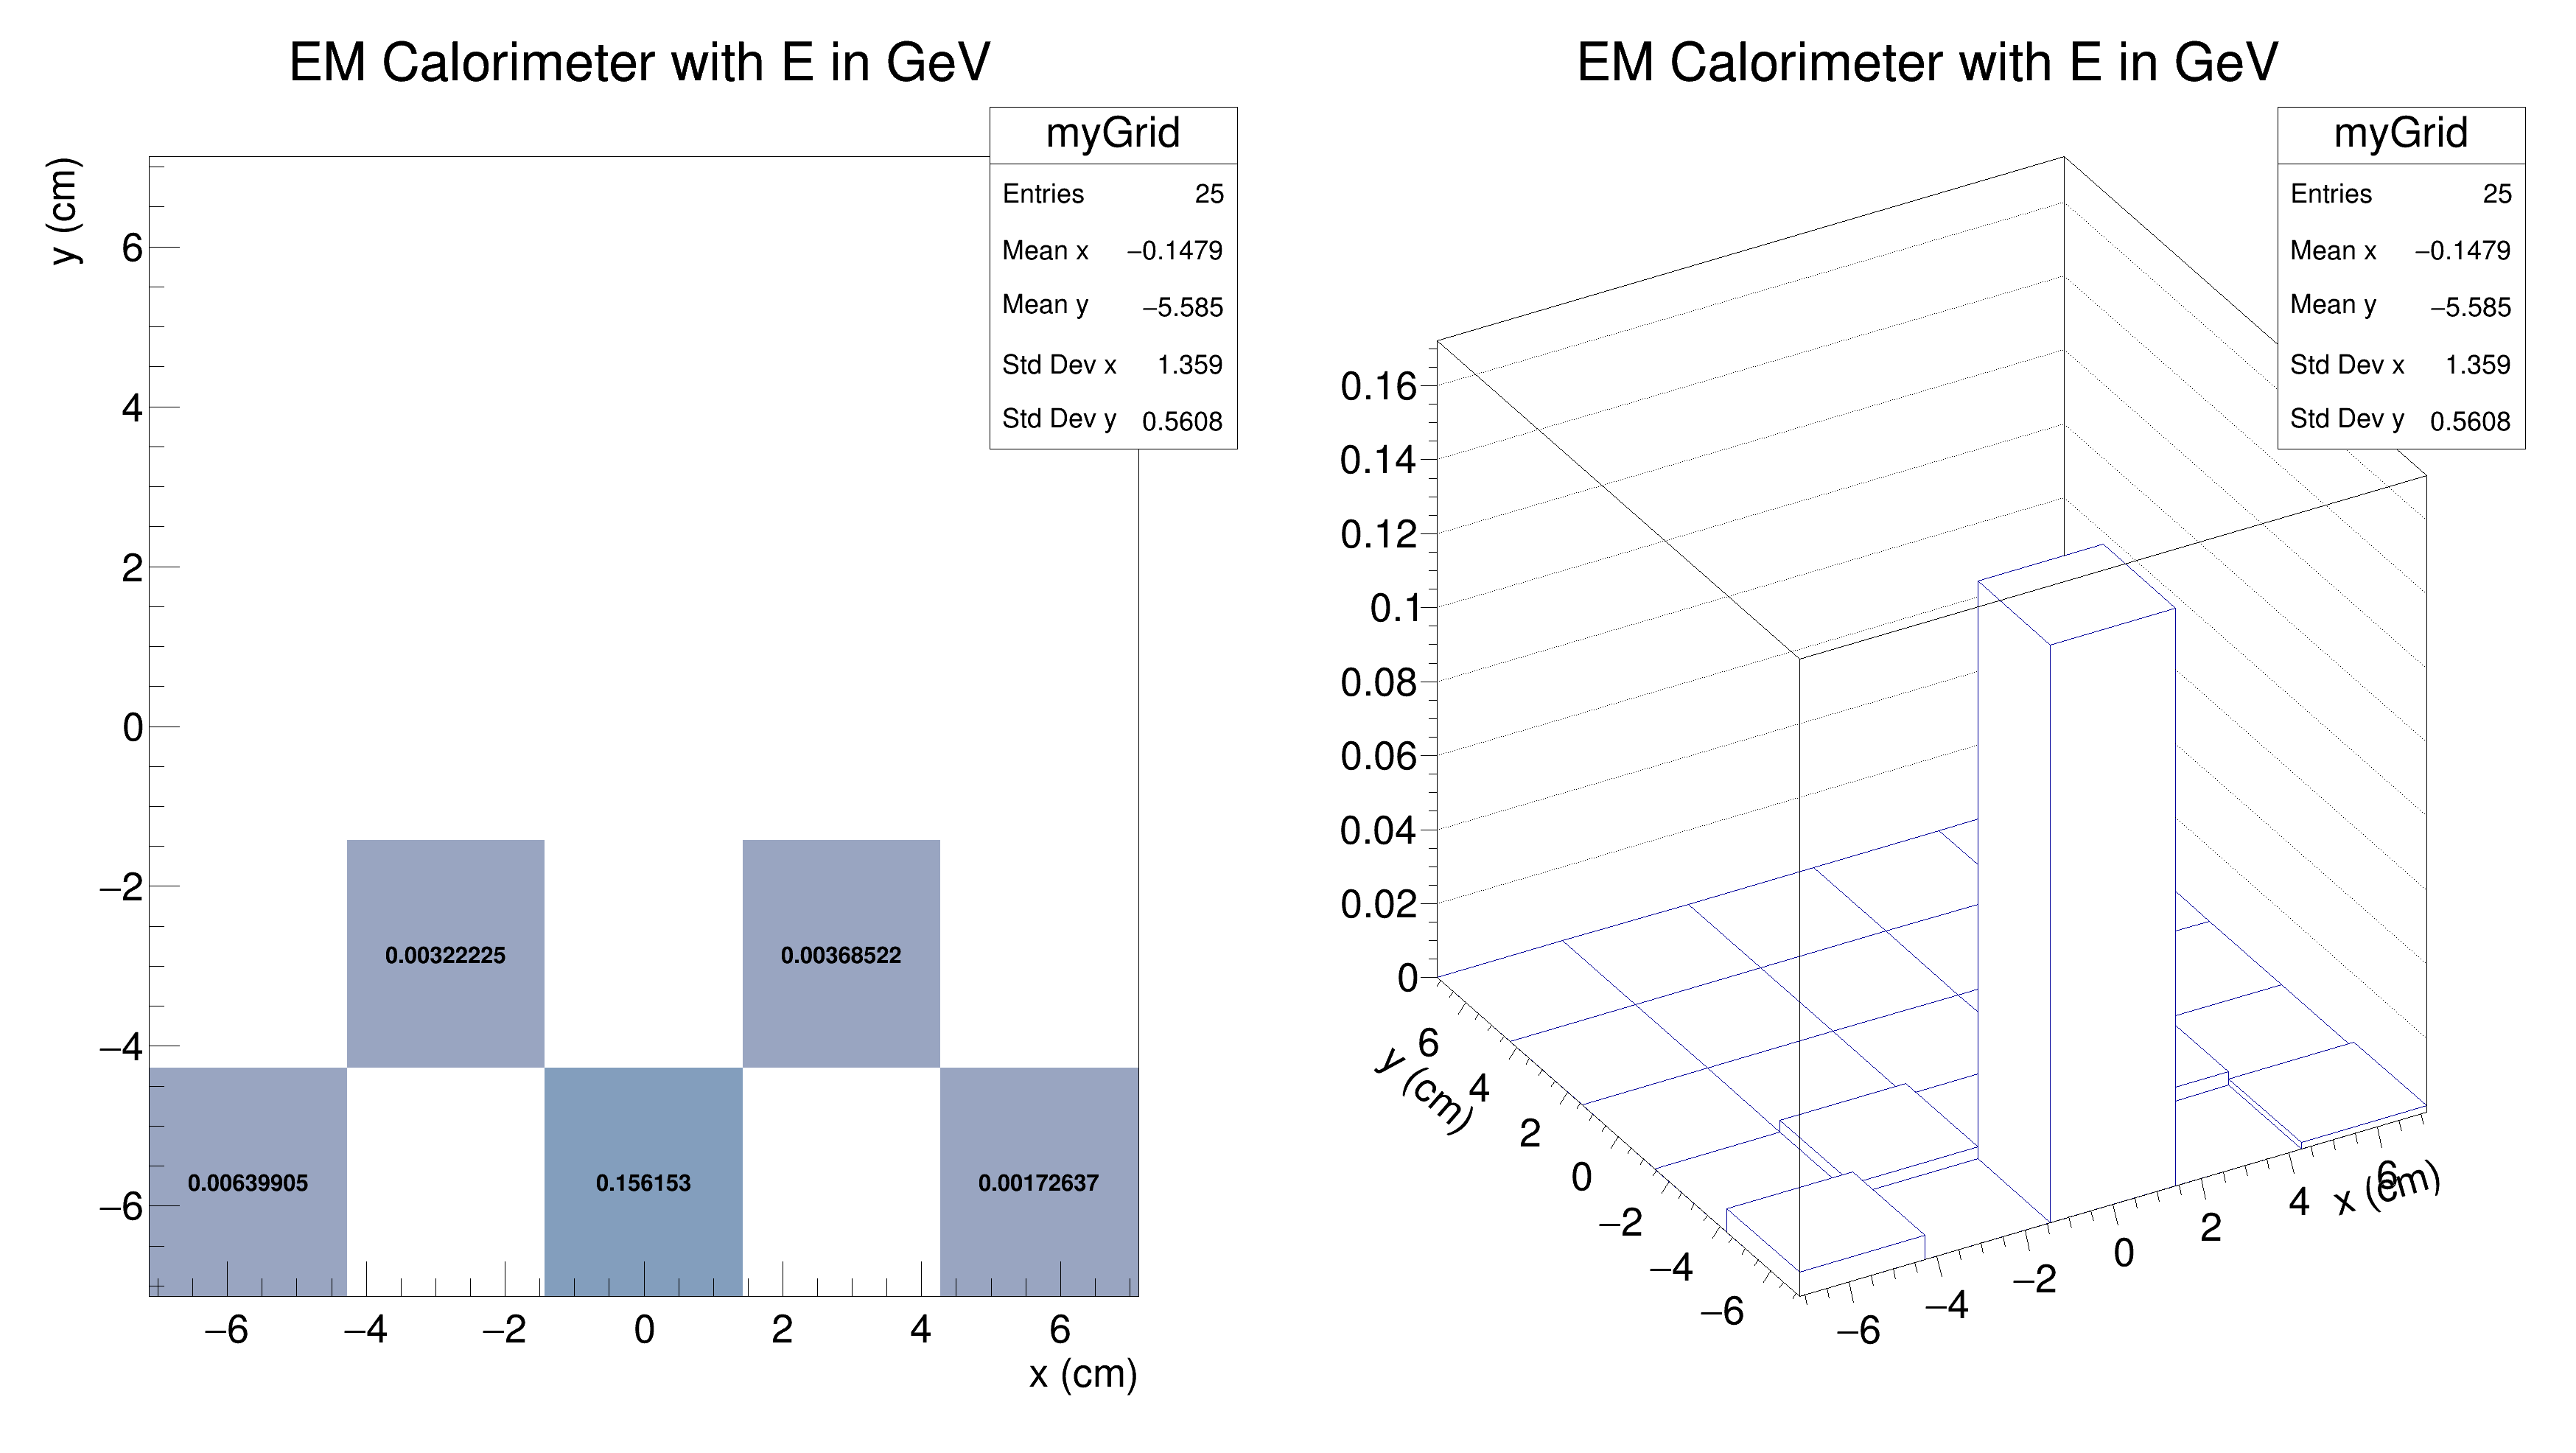 EM Calorimeter with E in GeV
myGrid
Entries 25
Mean x −0.1479
Mean y −5.585
Std Dev x 1.359
Std Dev y 0.5608
y (cm)
6
4
2
0
−2
−4
−6
0.00322225 0.00368522
0.00639905 0.156153 0.00172637
−6 −4 −2 0 2 4 6
x (cm)
EM Calorimeter with E in GeV
myGrid
Entries 25
Mean x −0.1479
Mean y −5.585
Std Dev x 1.359
Std Dev y 0.5608
0.16
0.14
0.12
0.1
0.08
0.06
0.04
0.02
0
y (cm)
6
4
2
0
−2
−4
−6
−6 −4 −2 0 2 4 6
x (cm)